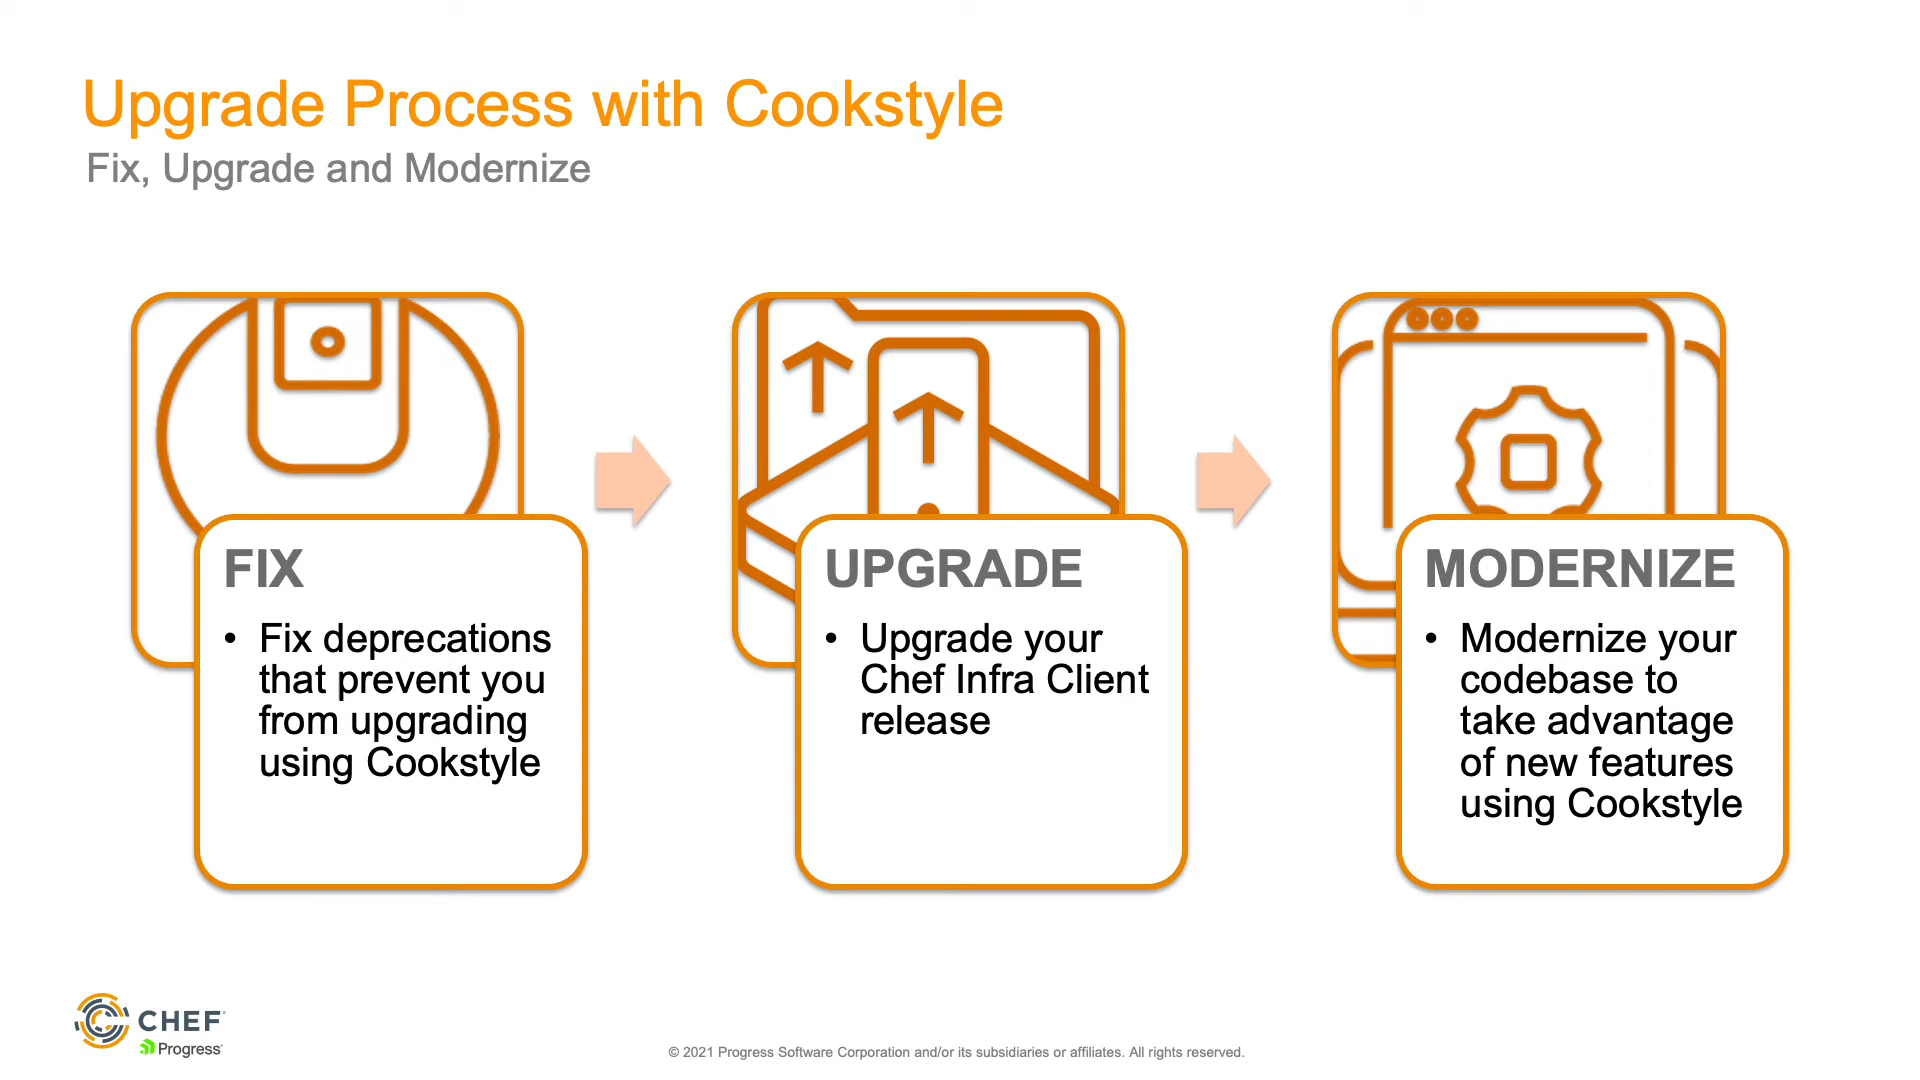 Upgrade Process with Cookstyle
Fix, Upgrade and Modernize
FIX
• Fix deprecations
that prevent you
from upgrading
using Cookstyle
UPGRADE
• Upgrade your
Chef Infra Client
release
MODERNIZE
• Modernize your
codebase to
take advantage
of new features
using Cookstyle
CHEF
Progress
© 2021 Progress Software Corporation and/or its subsidiaries or affiliates. All rights reserved.